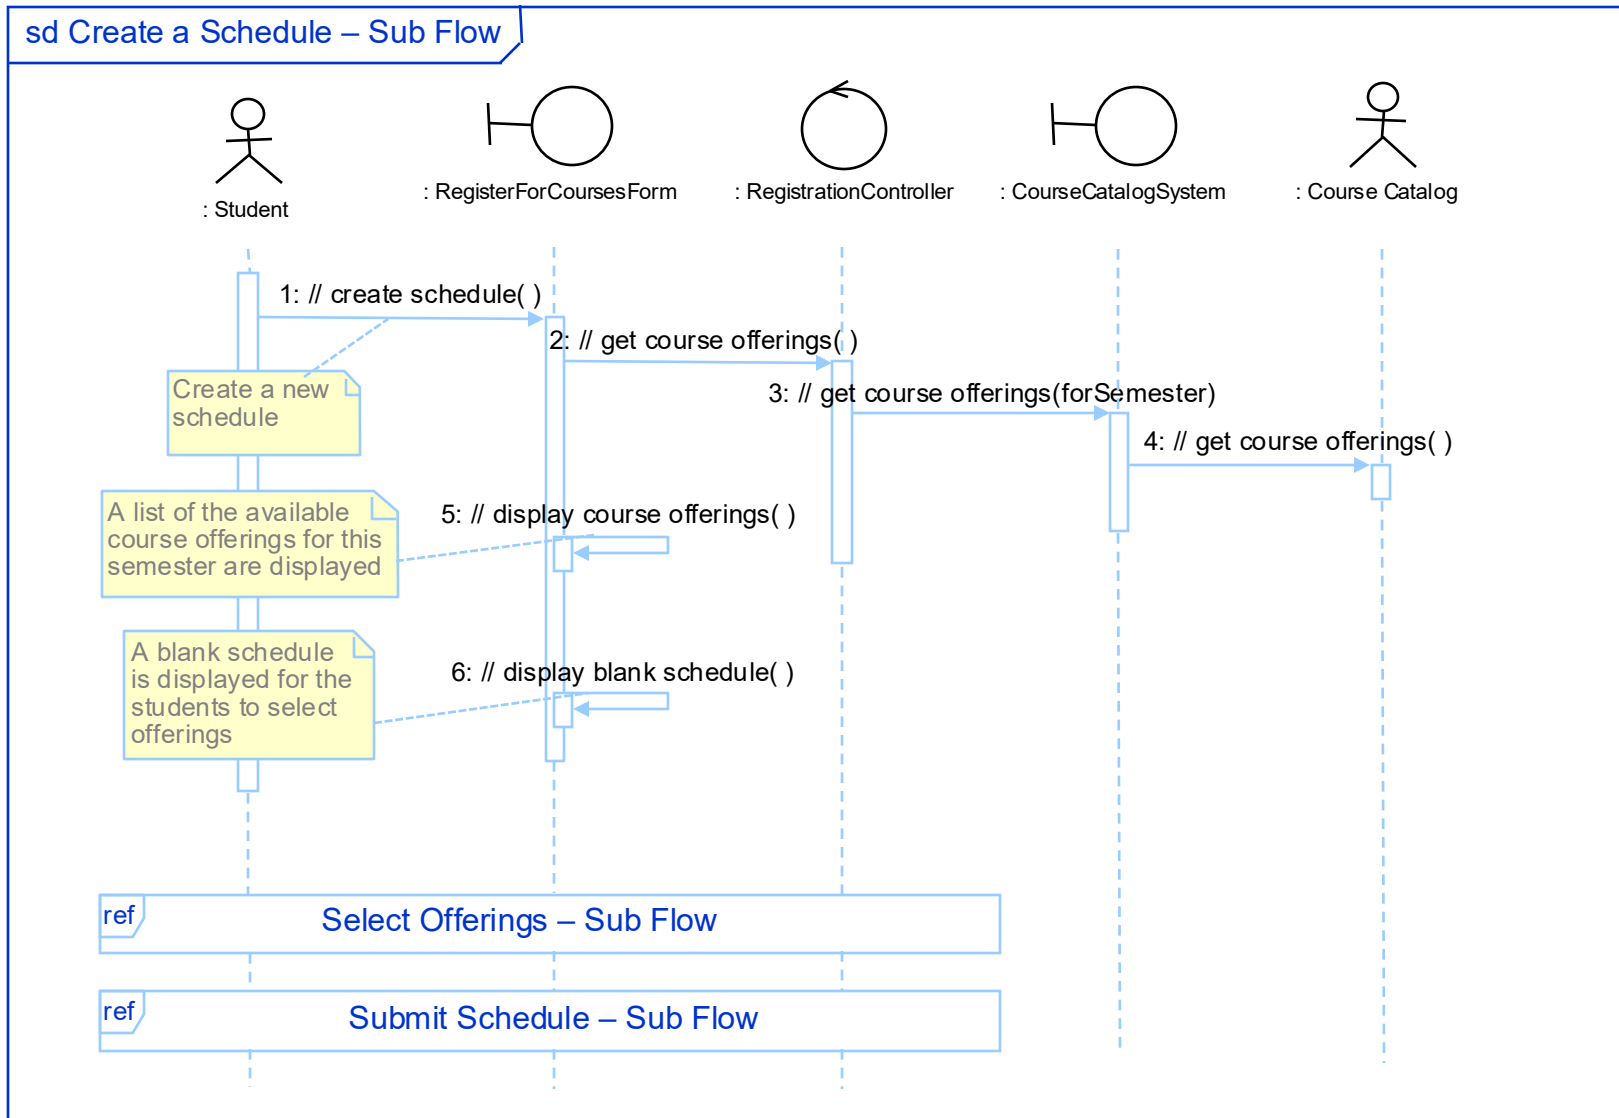 sd Create a Schedule – Sub Flow
: Student
: RegisterForCoursesForm
: RegistrationController
: CourseCatalogSystem
: Course Catalog
1: // create schedule( )
2: // get course offerings( )
Create a new
schedule
3: // get course offerings(forSemester)
4: // get course offerings( )
A list of the available
course offerings for this
semester are displayed
5: // display course offerings( )
A blank schedule
is displayed for the
students to select
offerings
6: // display blank schedule( )
ref
Select Offerings – Sub Flow
ref
Submit Schedule – Sub Flow